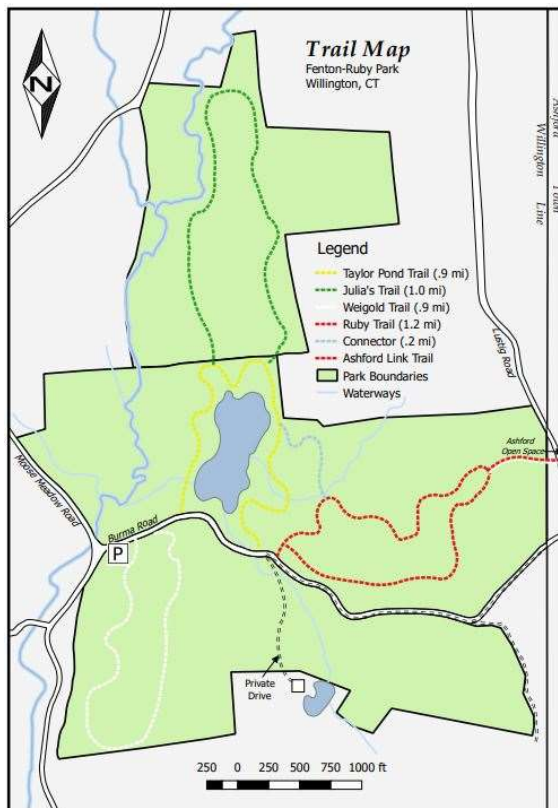 Trail Map
Fenton-Ruby Park
Willington, CT
N
Ashford Town
Willington Line
Legend
Taylor Pond Trail (.9 mi)
Julia's Trail (1.0 mi)
Weigold Trail (.9 mi)
Ruby Trail (1.2 mi)
Connector (.2 mi)
Ashford Link Trail
Park Boundaries
Waterways
Lustig Road
Ashford
Open Space
Moose Meadow Road
Burma Road
P
Private
Drive
250 0 250 500 750 1000 ft